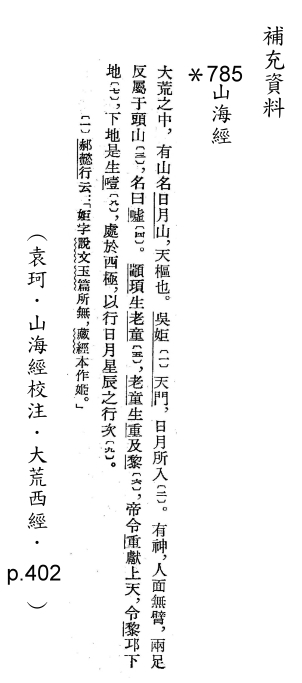 補充資料
*785
山海經
大荒之中，有山名日月山，天樞也。吳姖〔一〕天門，日月所入〔二〕。有神，人面無臂，兩足
反屬于頭山〔三〕，名曰噓〔四〕。顓頊生老童〔五〕，老童生重及黎〔六〕，帝令重獻上天，令黎邛下
地〔七〕，下地是生噎〔八〕，處於西極，以行日月星辰之行次〔九〕。
〔一〕郝懿行云：「姖字說文玉篇所無，藏經本作姬。」
（袁珂．山海經校注．大荒西經．
p.402
）